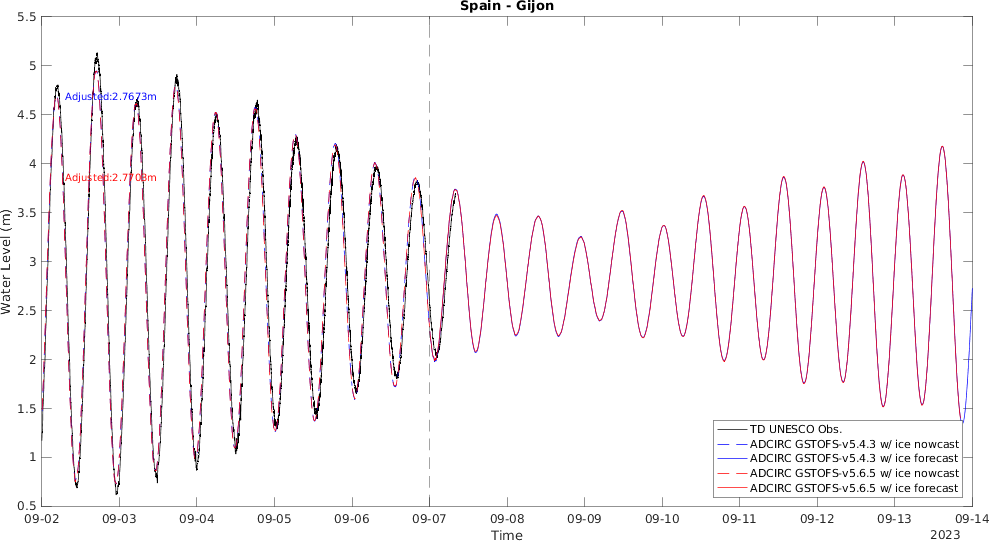 Spain - Gijon
5.5
5
4.5
4
3.5
3
2.5
2
1.5
1
0.5
Water Level (m)
Adjusted:2.7673m
Adjusted:2.7703m
TD UNESCO Obs.
ADCIRC GSTOFS-v5.4.3 w/ ice nowcast
ADCIRC GSTOFS-v5.4.3 w/ ice forecast
ADCIRC GSTOFS-v5.6.5 w/ ice nowcast
ADCIRC GSTOFS-v5.6.5 w/ ice forecast
09-02 09-03 09-04 09-05 09-06 09-07 09-08 09-09 09-10 09-11 09-12 09-13 09-14
Time
2023